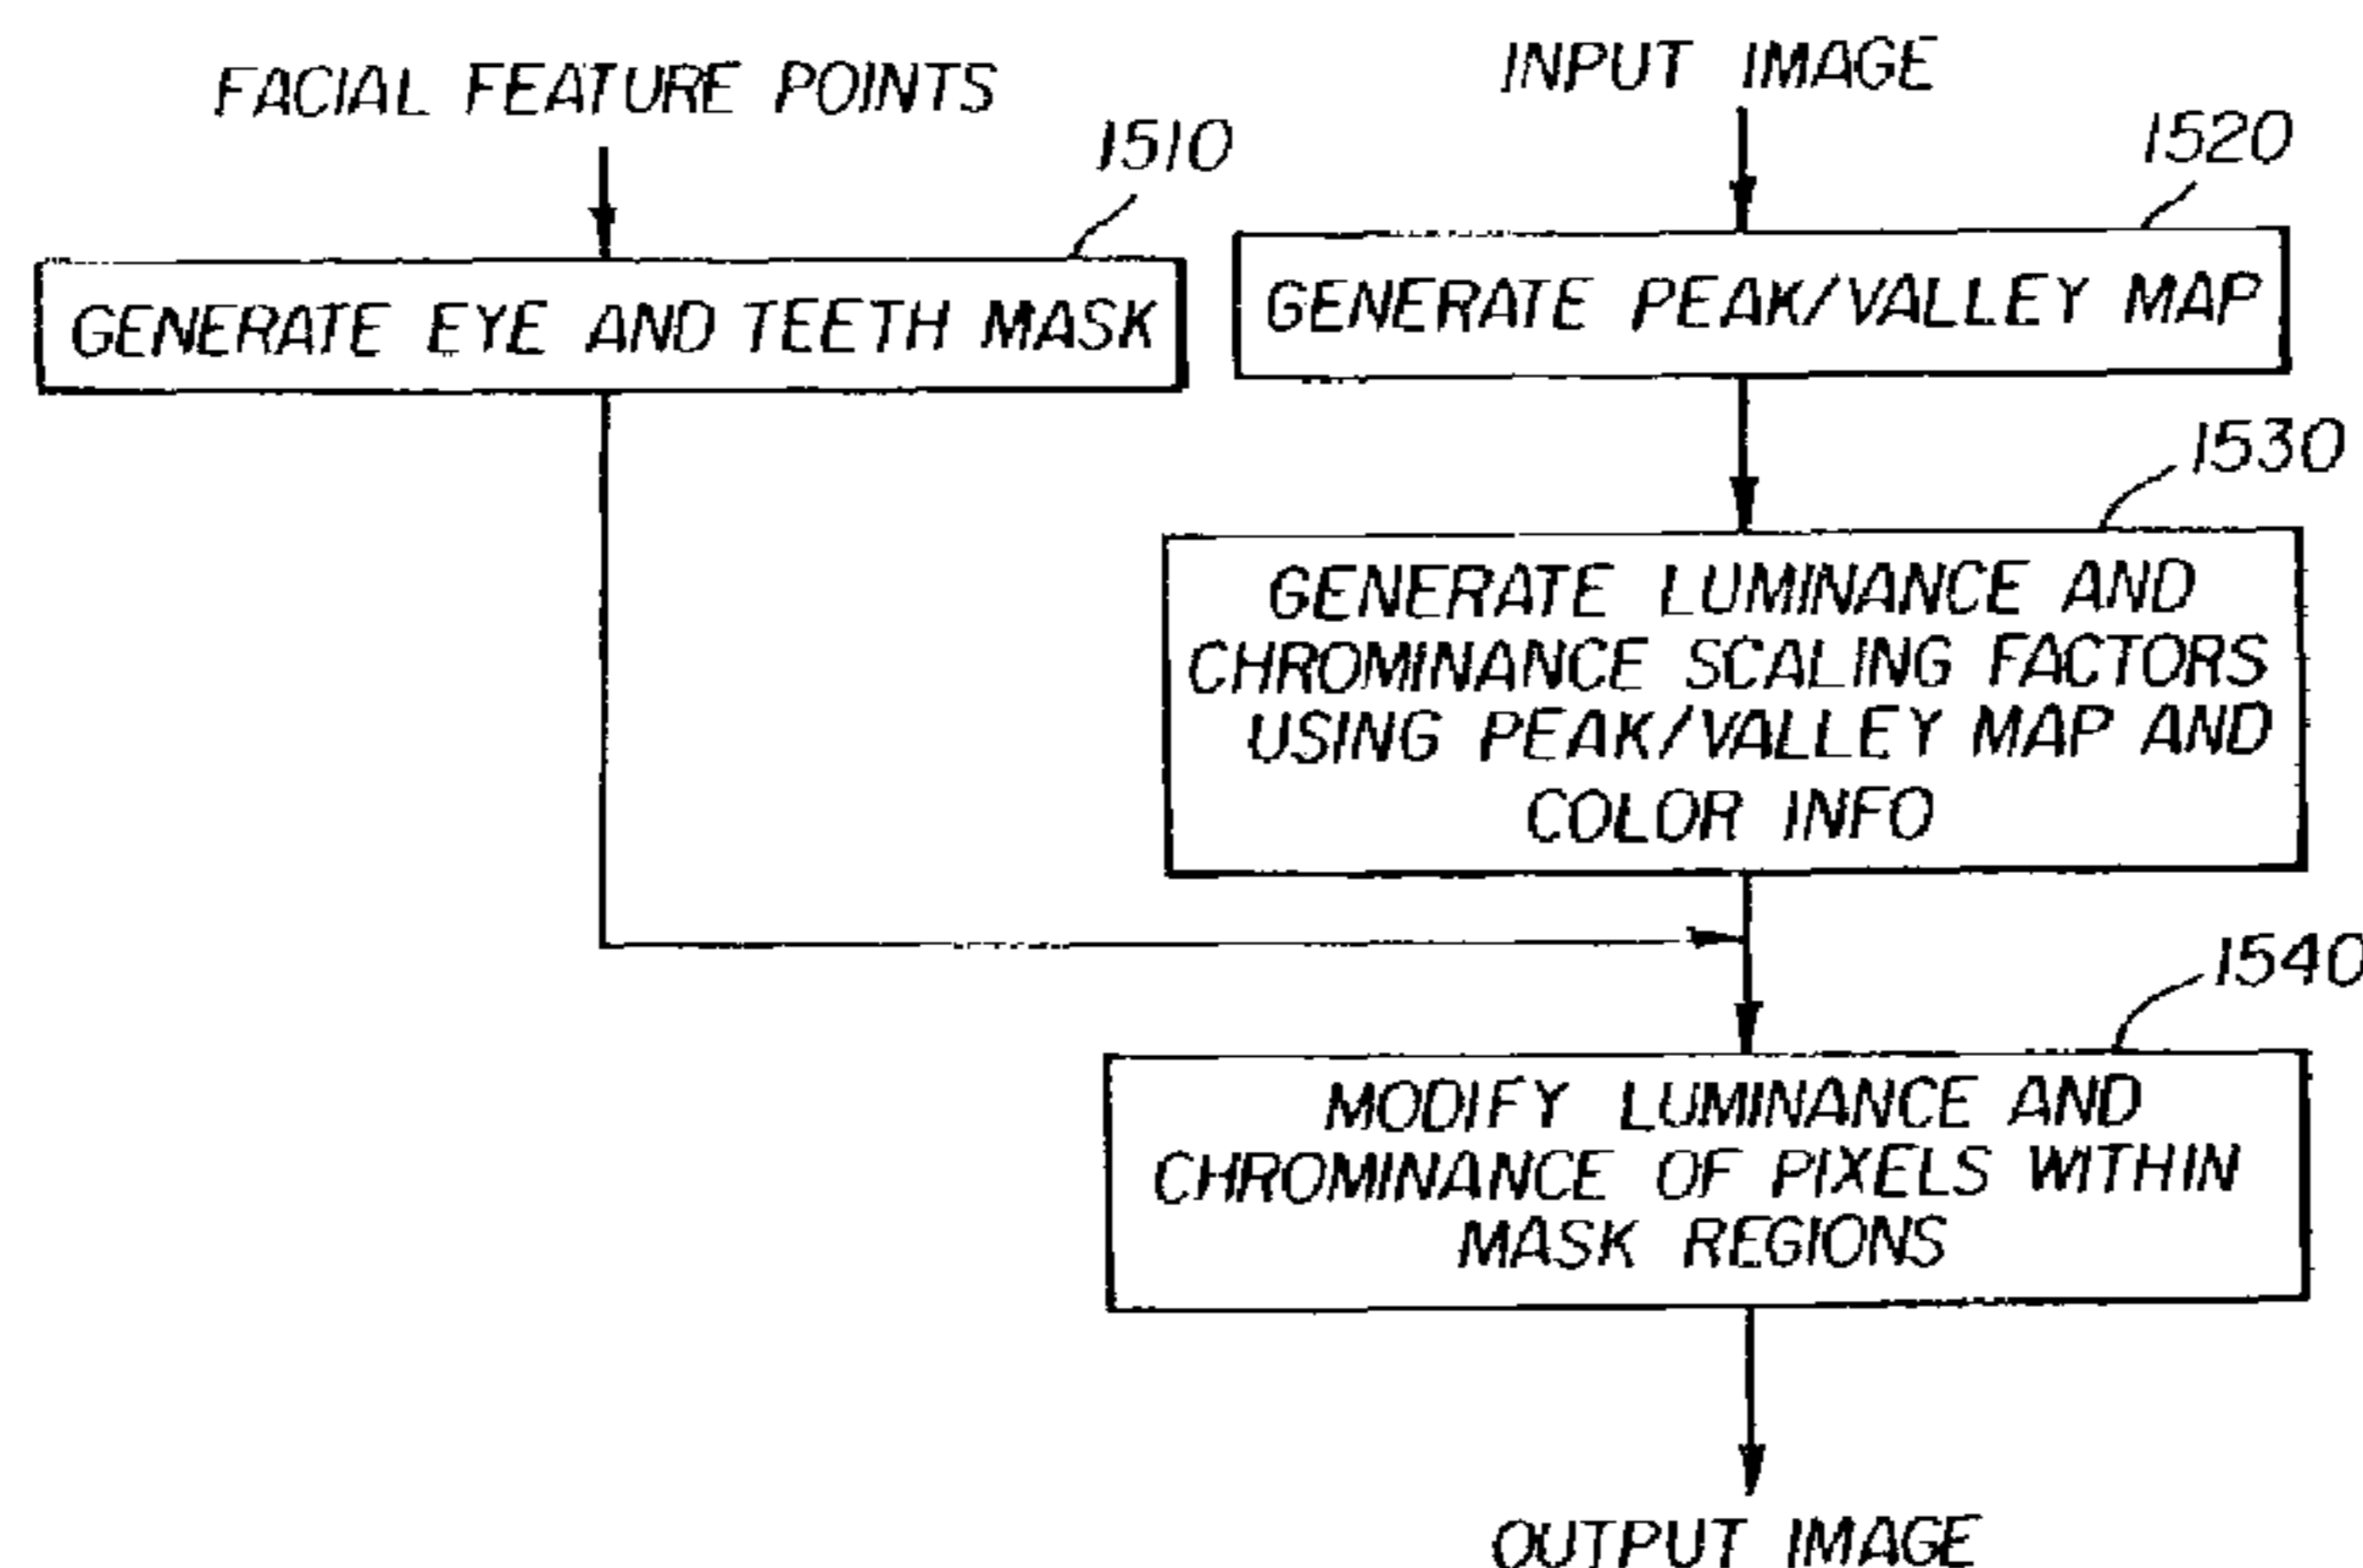 FACIAL FEATURE POINTS
1510
GENERATE EYE AND TEETH MASK
INPUT IMAGE
1520
GENERATE PEAK/VALLEY MAP
1530
GENERATE LUMINANCE AND
CHROMINANCE SCALING FACTORS
USING PEAK/VALLEY MAP AND
COLOR INFO
1540
MODIFY LUMINANCE AND
CHROMINANCE OF PIXELS WITHIN
MASK REGIONS
OUTPUT IMAGE